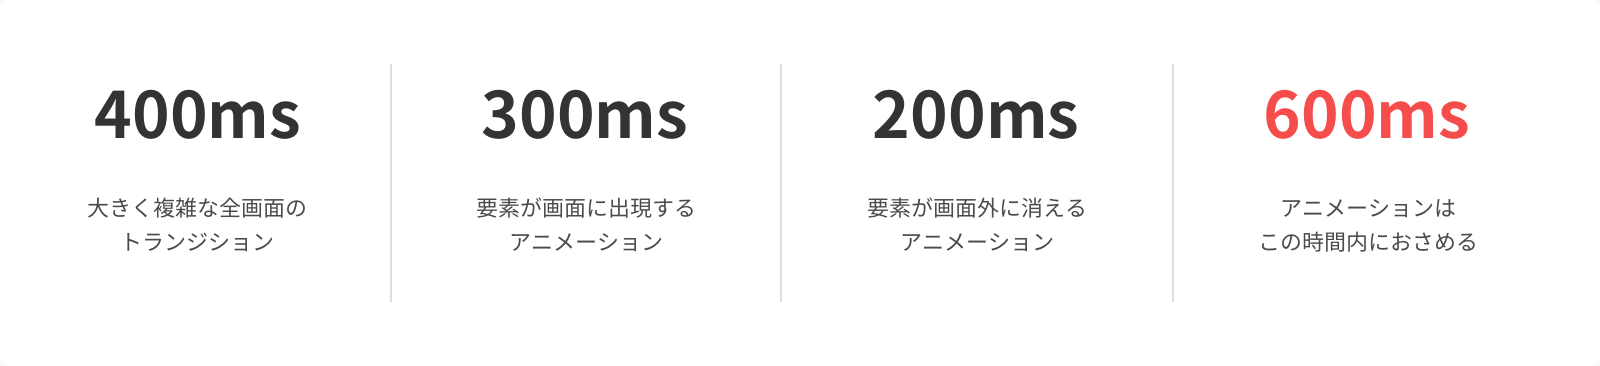 400ms
大きく複雑な全画面の
トランジション
300ms
要素が画面に出現する
アニメーション
200ms
要素が画面外に消える
アニメーション
600ms
アニメーションは
この時間内におさめる